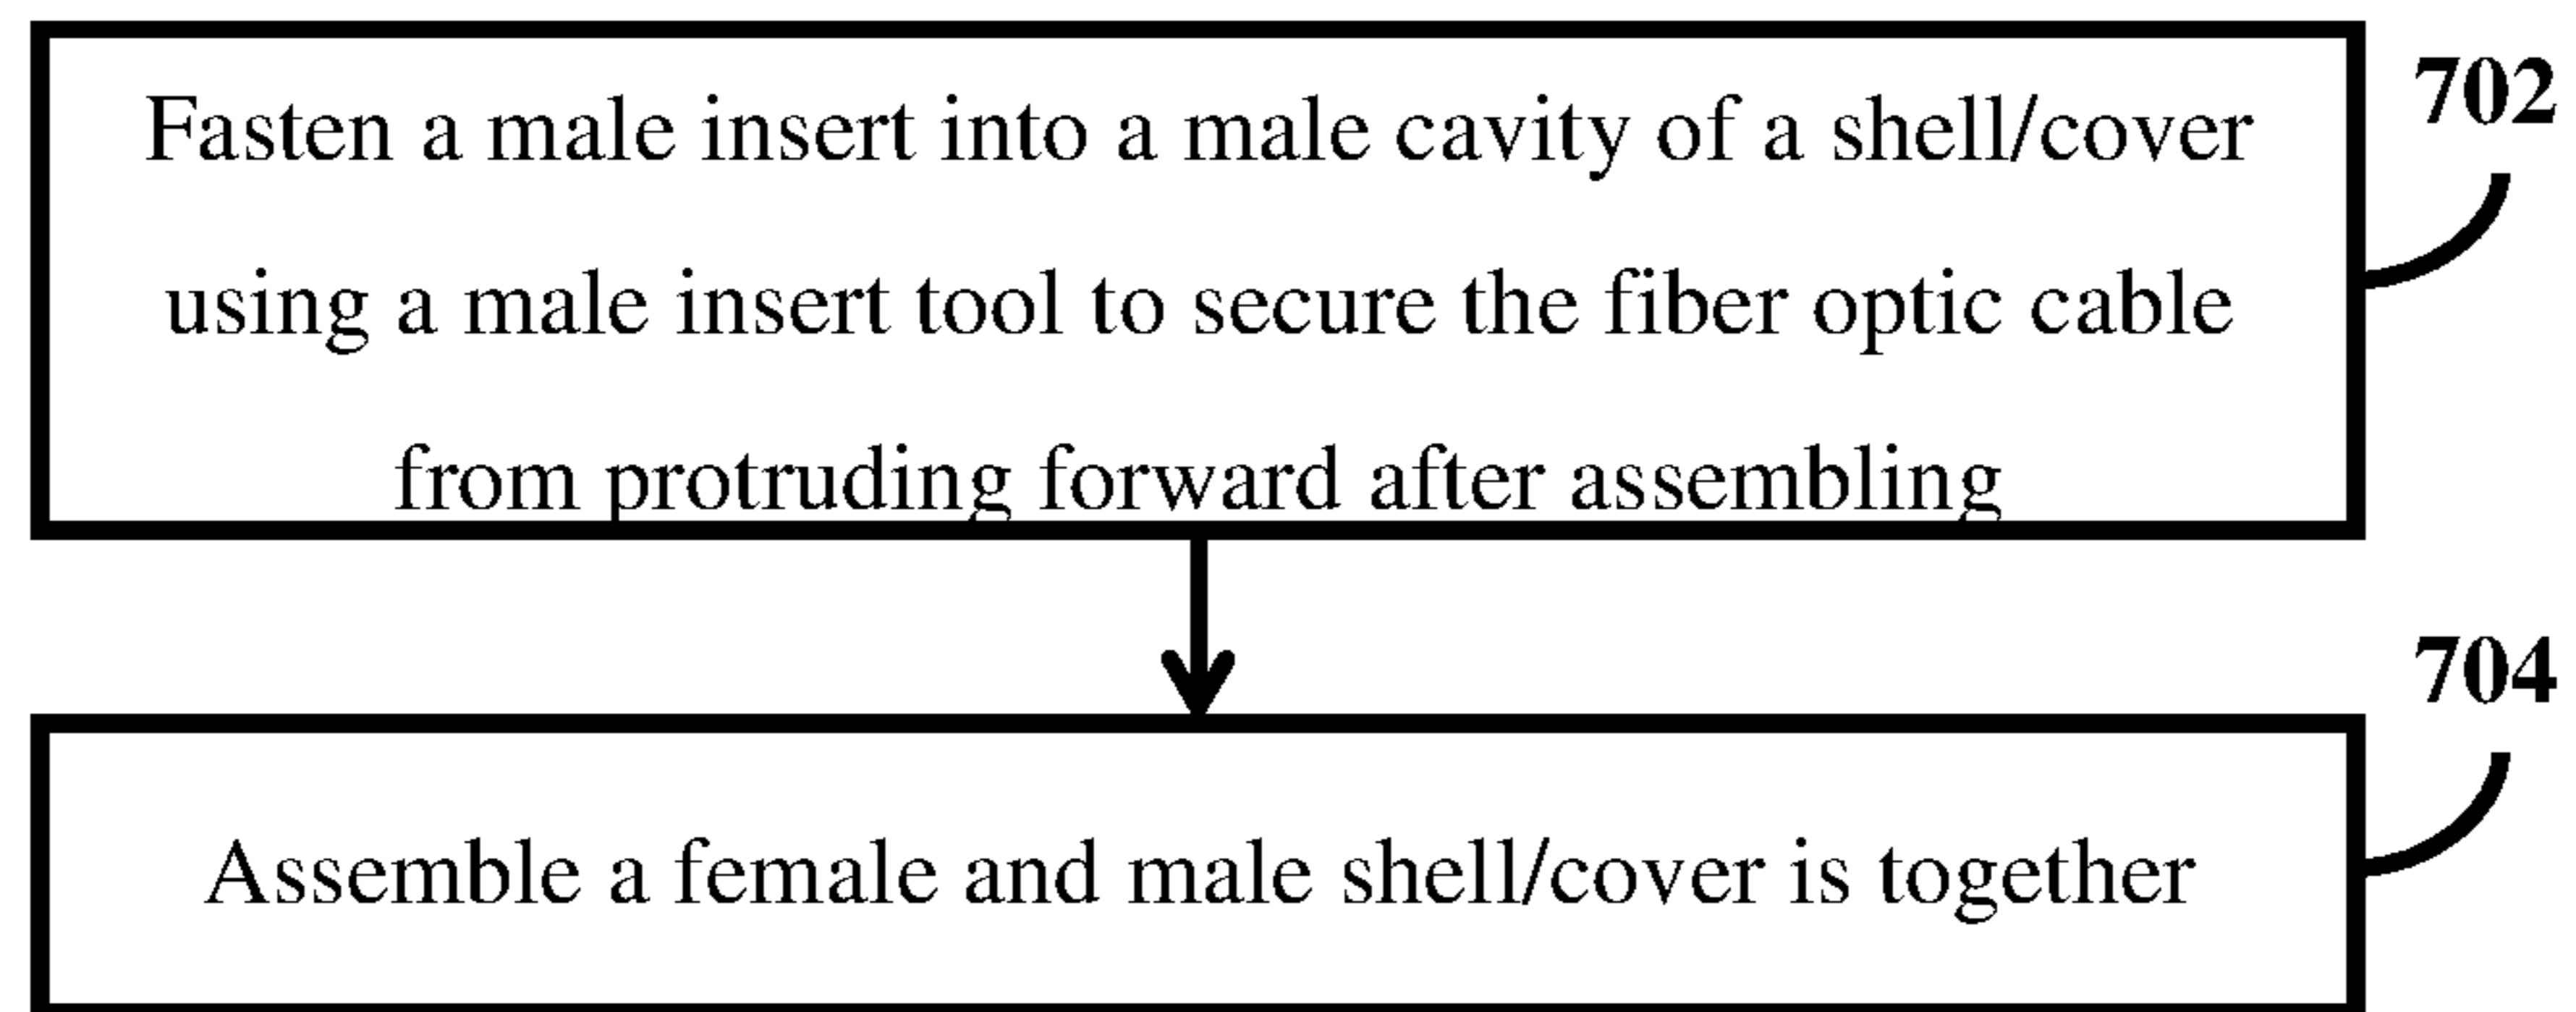 Fasten a male insert into a male cavity of a shell/cover
702
using a male insert tool to secure the fiber optic cable
from protruding forward after assembling
704
Assemble a female and male shell/cover is together